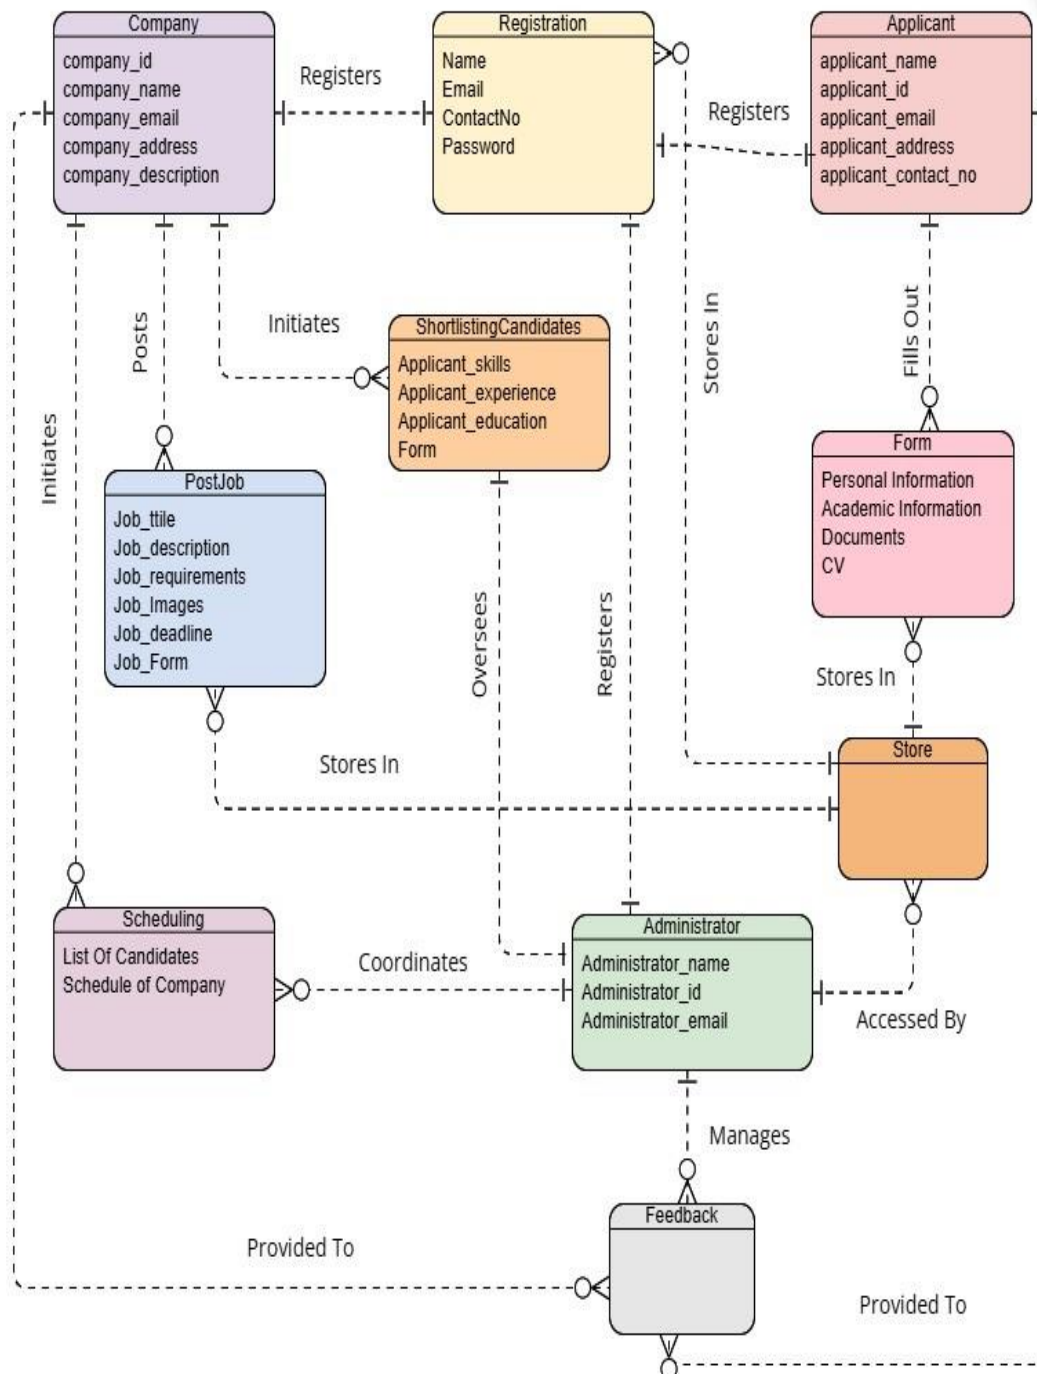 Company
company_id
company_name
company_email
company_address
company_description
Registers
Registration
Name
Email
ContactNo
Password
Registers
Applicant
applicant_name
applicant_id
applicant_email
applicant_address
applicant_contact_no
Initiates
Posts
Initiates
ShortlistingCandidates
Applicant_skills
Applicant_experience
Applicant_education
Form
Stores In
Fills Out
Form
Personal Information
Academic Information
Documents
CV
PostJob
Job_ttile
Job_description
Job_requirements
Job_Images
Job_deadline
Job_Form
Oversees
Registers
Stores In
Stores In
Store
Scheduling
List Of Candidates
Schedule of Company
Coordinates
Administrator
Administrator_name
Administrator_id
Administrator_email
Accessed By
Manages
Feedback
Provided To
Provided To